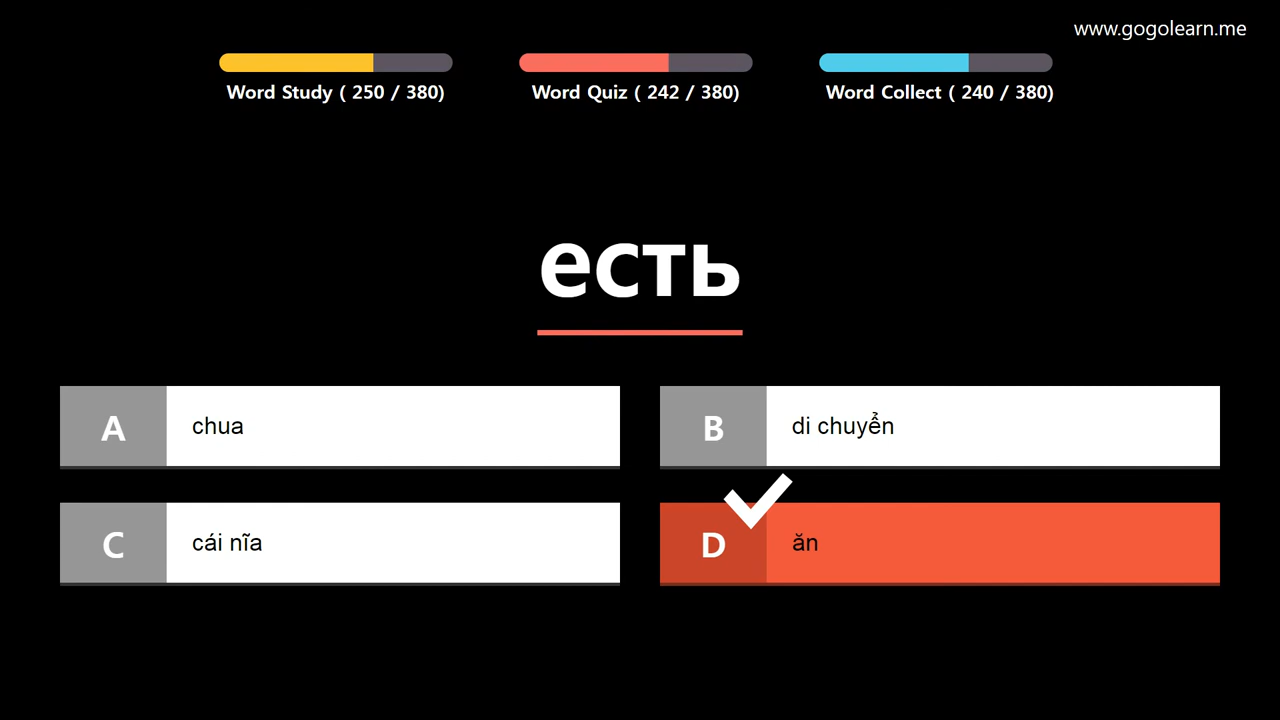 www.gogolearn.me
Word Study ( 250 / 380)
Word Quiz ( 242 / 380)
Word Collect ( 240 / 380)
есть
A chua
B di chuyển
C cái nĩa
D ăn